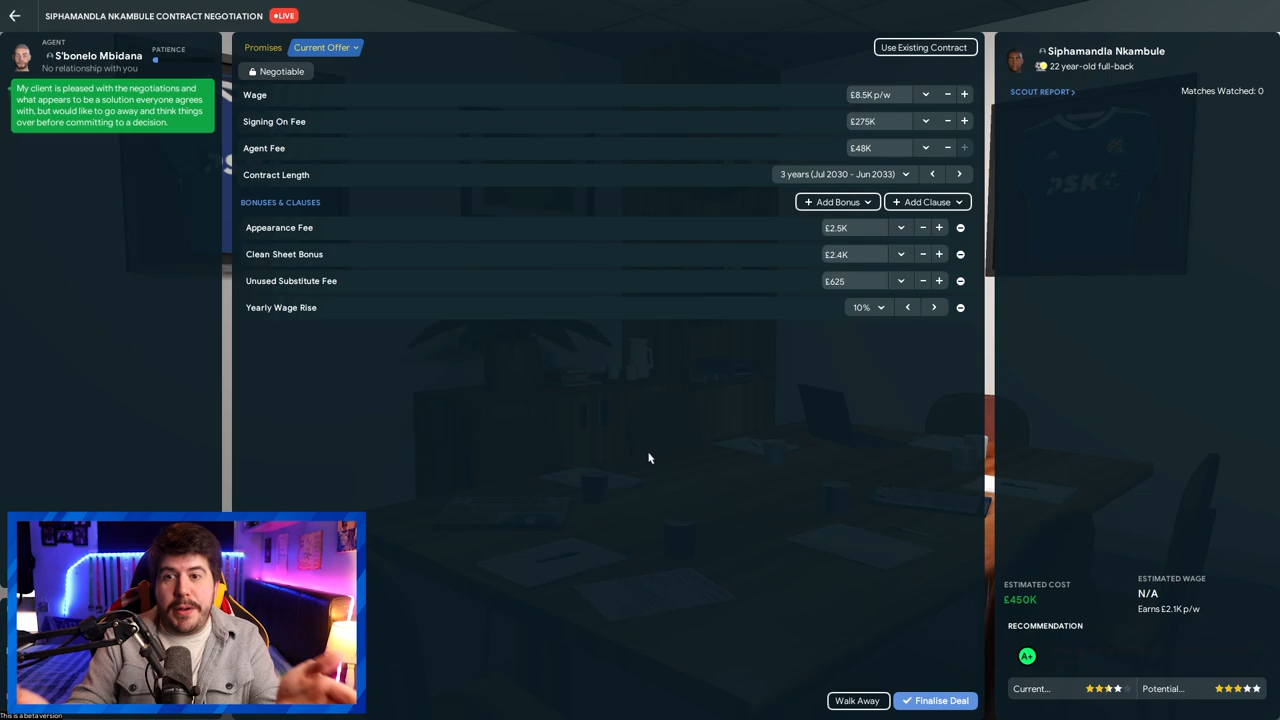 SIPHAMANDLA NKAMBULE CONTRACT NEGOTIATION
LIVE
AGENT
S'bonelo Mbidana
No relationship with you
PATIENCE
My client is pleased with the negotiations and
what appears to be a solution everyone agrees
with, but would like to go away and think things
over before committing to a decision.
Promises
Current Offer
Use Existing Contract
Negotiable
Wage
£8.5K p/w
Signing On Fee
£275K
Agent Fee
£48K
Contract Length
3 years (Jul 2030 - Jun 2033)
BONUSES & CLAUSES
Add Bonus
Add Clause
Appearance Fee
£2.5K
Clean Sheet Bonus
£2.4K
Unused Substitute Fee
£625
Yearly Wage Rise
10%
Siphamandla Nkambule
22 year-old full-back
SCOUT REPORT
Matches Watched: 0
ESTIMATED COST
£450K
ESTIMATED WAGE
N/A
Earns £2.1K p/w
RECOMMENDATION
A+
Current...
Potential...
Walk Away
Finalise Deal
This is a beta version